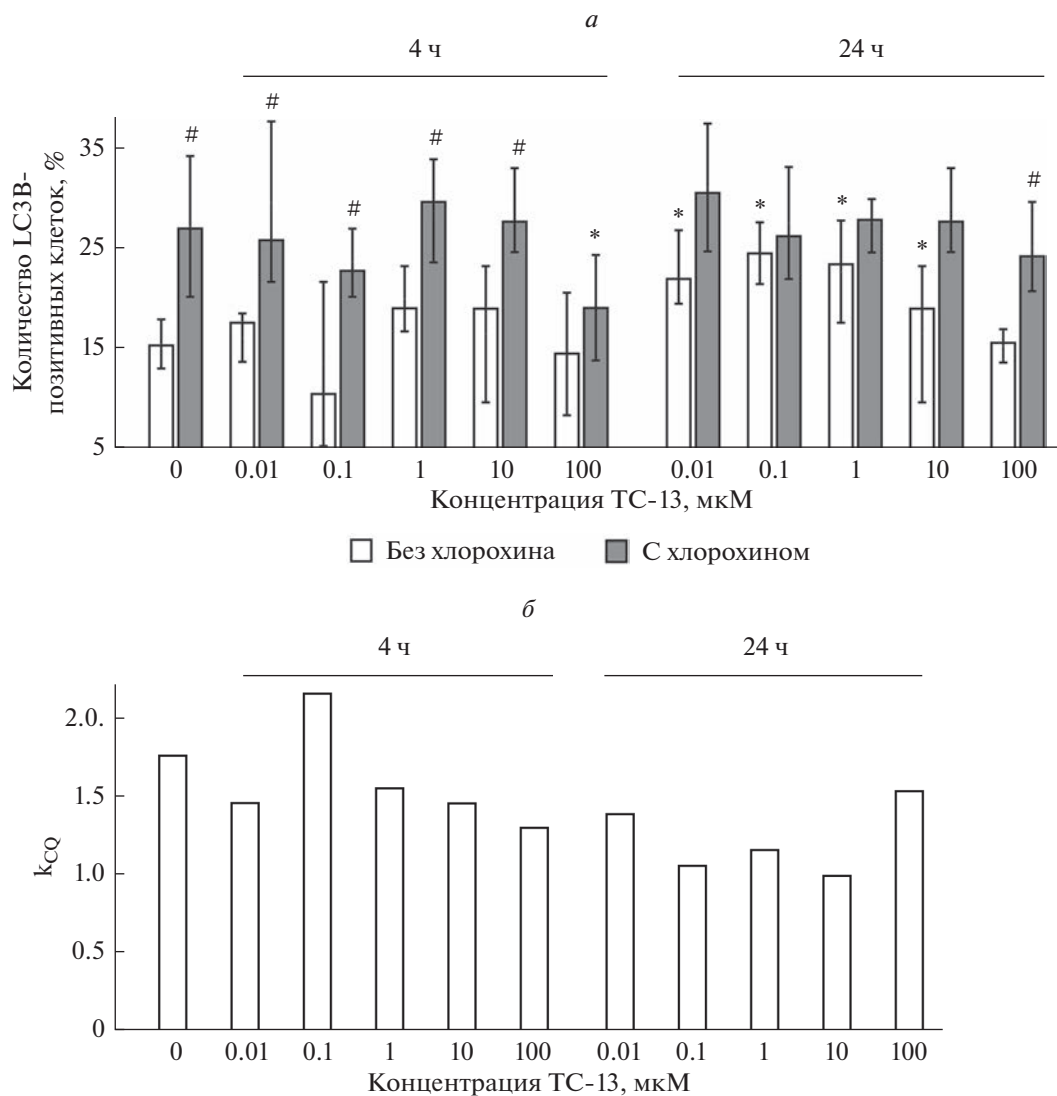 а
4 ч
24 ч
Количество LC3B-
позитивных клеток, %
35
25
15
5
# # # # # * * * * * #
0 0.01 0.1 1 10 100 0.01 0.1 1 10 100
Концентрация ТС-13, мкМ
Без хлорохина
С хлорохином
б
4 ч
24 ч
k_CQ
2.0.
1.5
1.0
0.5
0
0 0.01 0.1 1 10 100 0.01 0.1 1 10 100
Концентрация ТС-13, мкМ